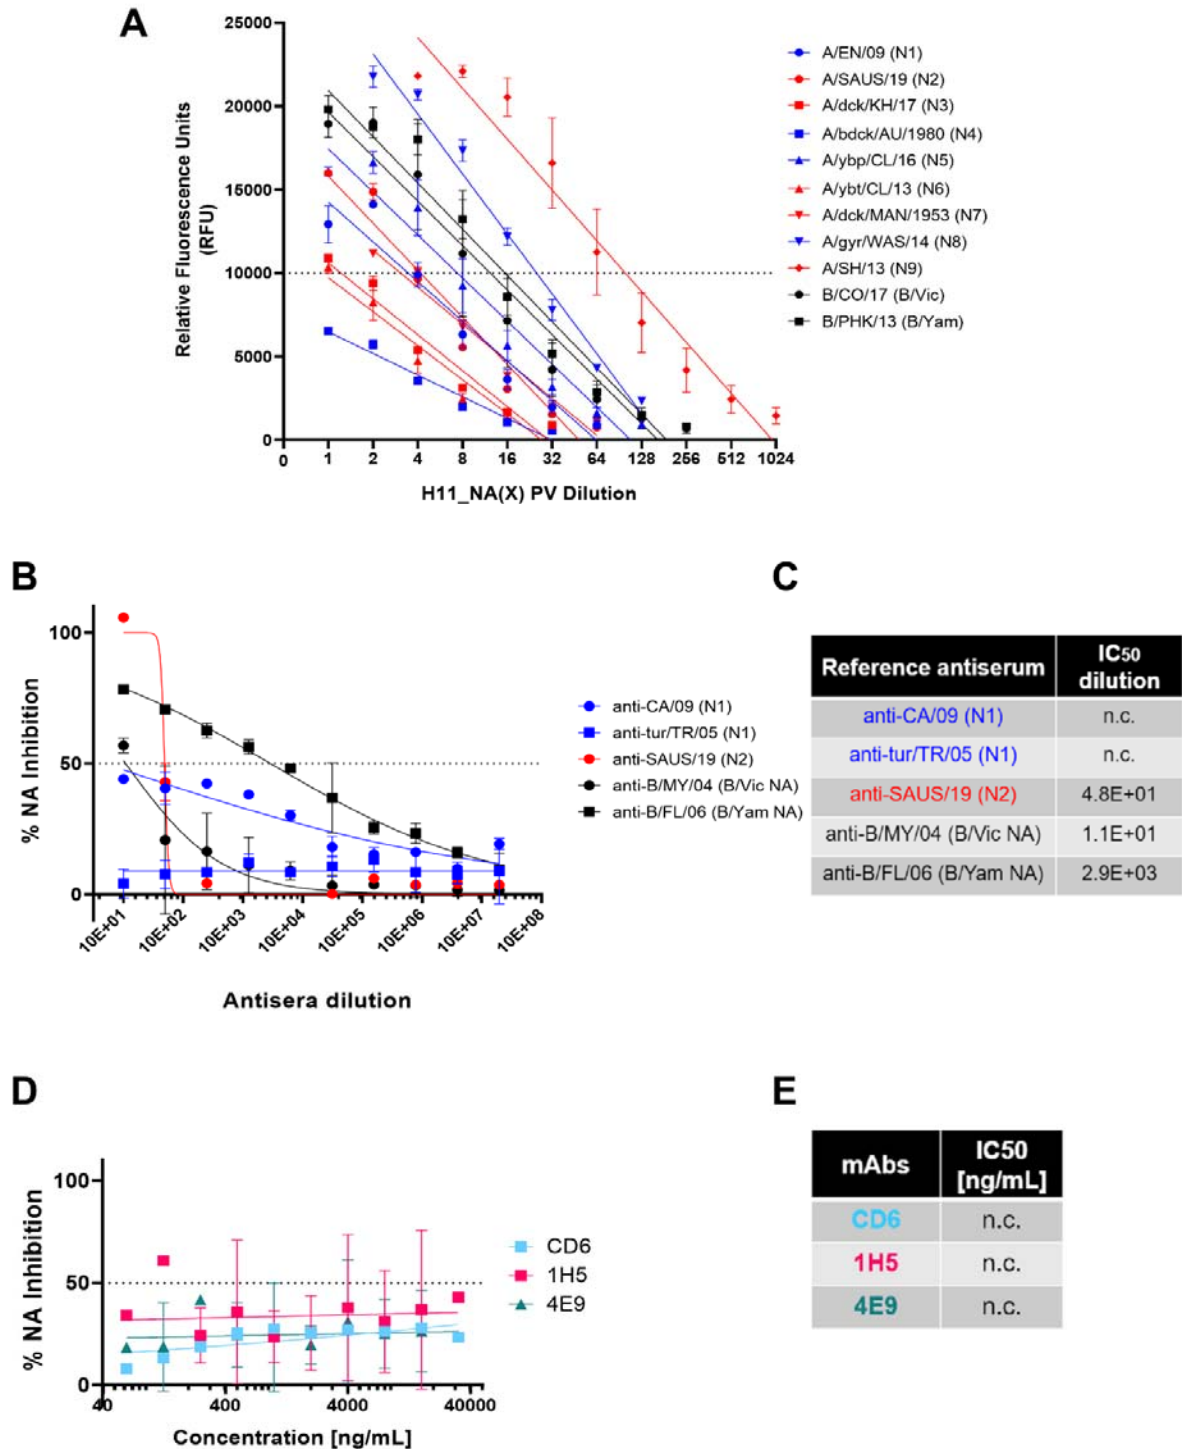 A
25000
20000
15000
10000
5000
0
Relative Fluorescence Units
(RFU)
0 1 2 4 8 16 32 64 128 256 512 1024
H11_NA(X) PV Dilution
A/EN/09 (N1)
A/SAUS/19 (N2)
A/dck/KH/17 (N3)
A/bdck/AU/1980 (N4)
A/ybp/CL/16 (N5)
A/ybt/CL/13 (N6)
A/dck/MAN/1953 (N7)
A/gyr/WAS/14 (N8)
A/SH/13 (N9)
B/CO/17 (B/Vic)
B/PHK/13 (B/Yam)
B
100
50
0
% NA Inhibition
10E+01 10E+02 10E+03 10E+04 10E+05 10E+06 10E+07 10E+08
Antisera dilution
anti-CA/09 (N1)
anti-tur/TR/05 (N1)
anti-SAUS/19 (N2)
anti-B/MY/04 (B/Vic NA)
anti-B/FL/06 (B/Yam NA)
C
Reference antiserum IC50 dilution
anti-CA/09 (N1) n.c.
anti-tur/TR/05 (N1) n.c.
anti-SAUS/19 (N2) 4.8E+01
anti-B/MY/04 (B/Vic NA) 1.1E+01
anti-B/FL/06 (B/Yam NA) 2.9E+03
D
100
50
0
% NA Inhibition
40 400 4000 40000
Concentration [ng/mL]
CD6
1H5
4E9
E
mAbs IC50 [ng/mL]
CD6 n.c.
1H5 n.c.
4E9 n.c.